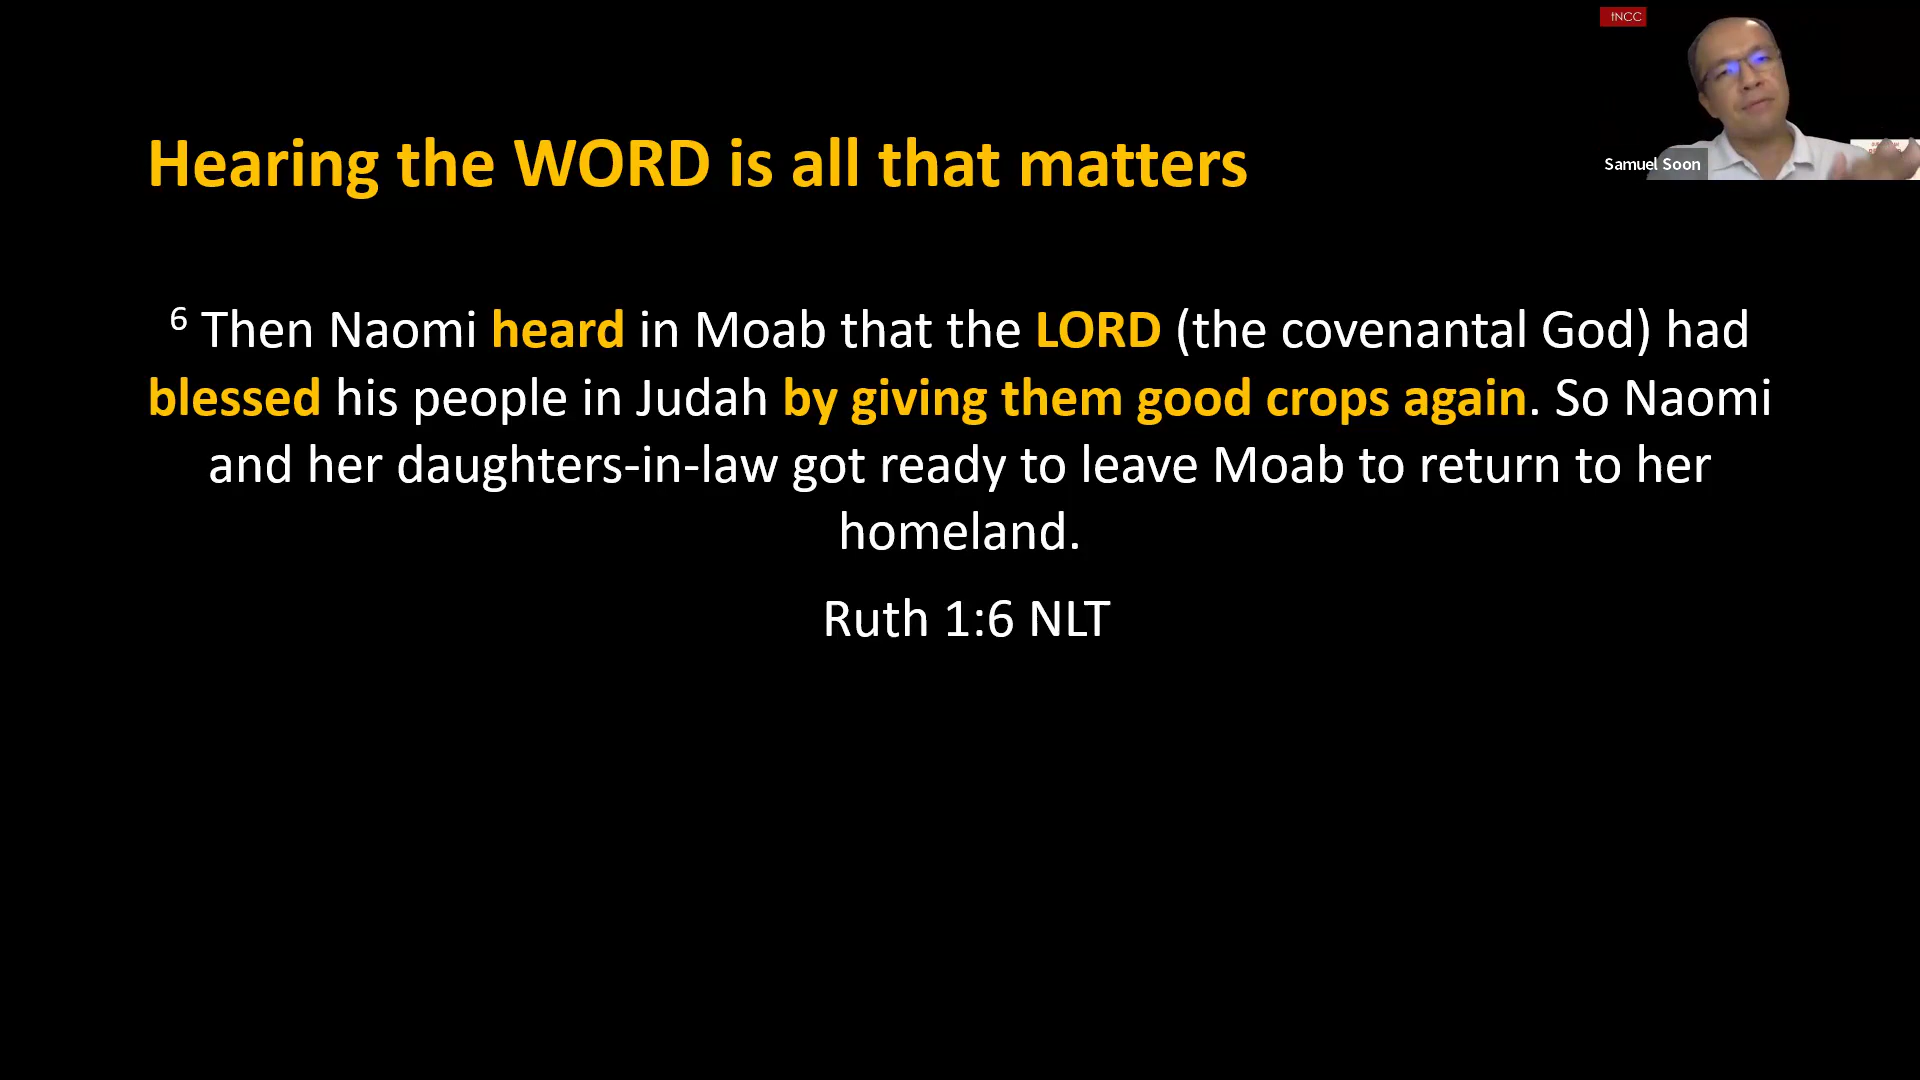 tNCC
Samuel Soon
Hearing the WORD is all that matters
6 Then Naomi heard in Moab that the LORD (the covenantal God) had
blessed his people in Judah by giving them good crops again. So Naomi
and her daughters-in-law got ready to leave Moab to return to her
homeland.
Ruth 1:6 NLT